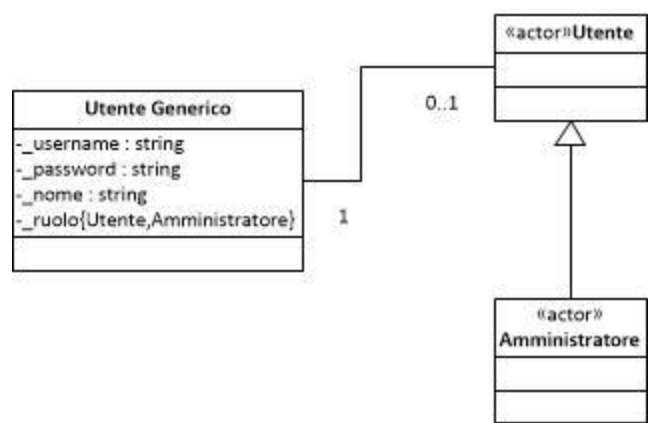 «actor»Utente
Utente Generico
-_username : string
-_password : string
-_nome : string
-_ruolo{Utente,Amministratore}
0..1
1
«actor»
Amministratore